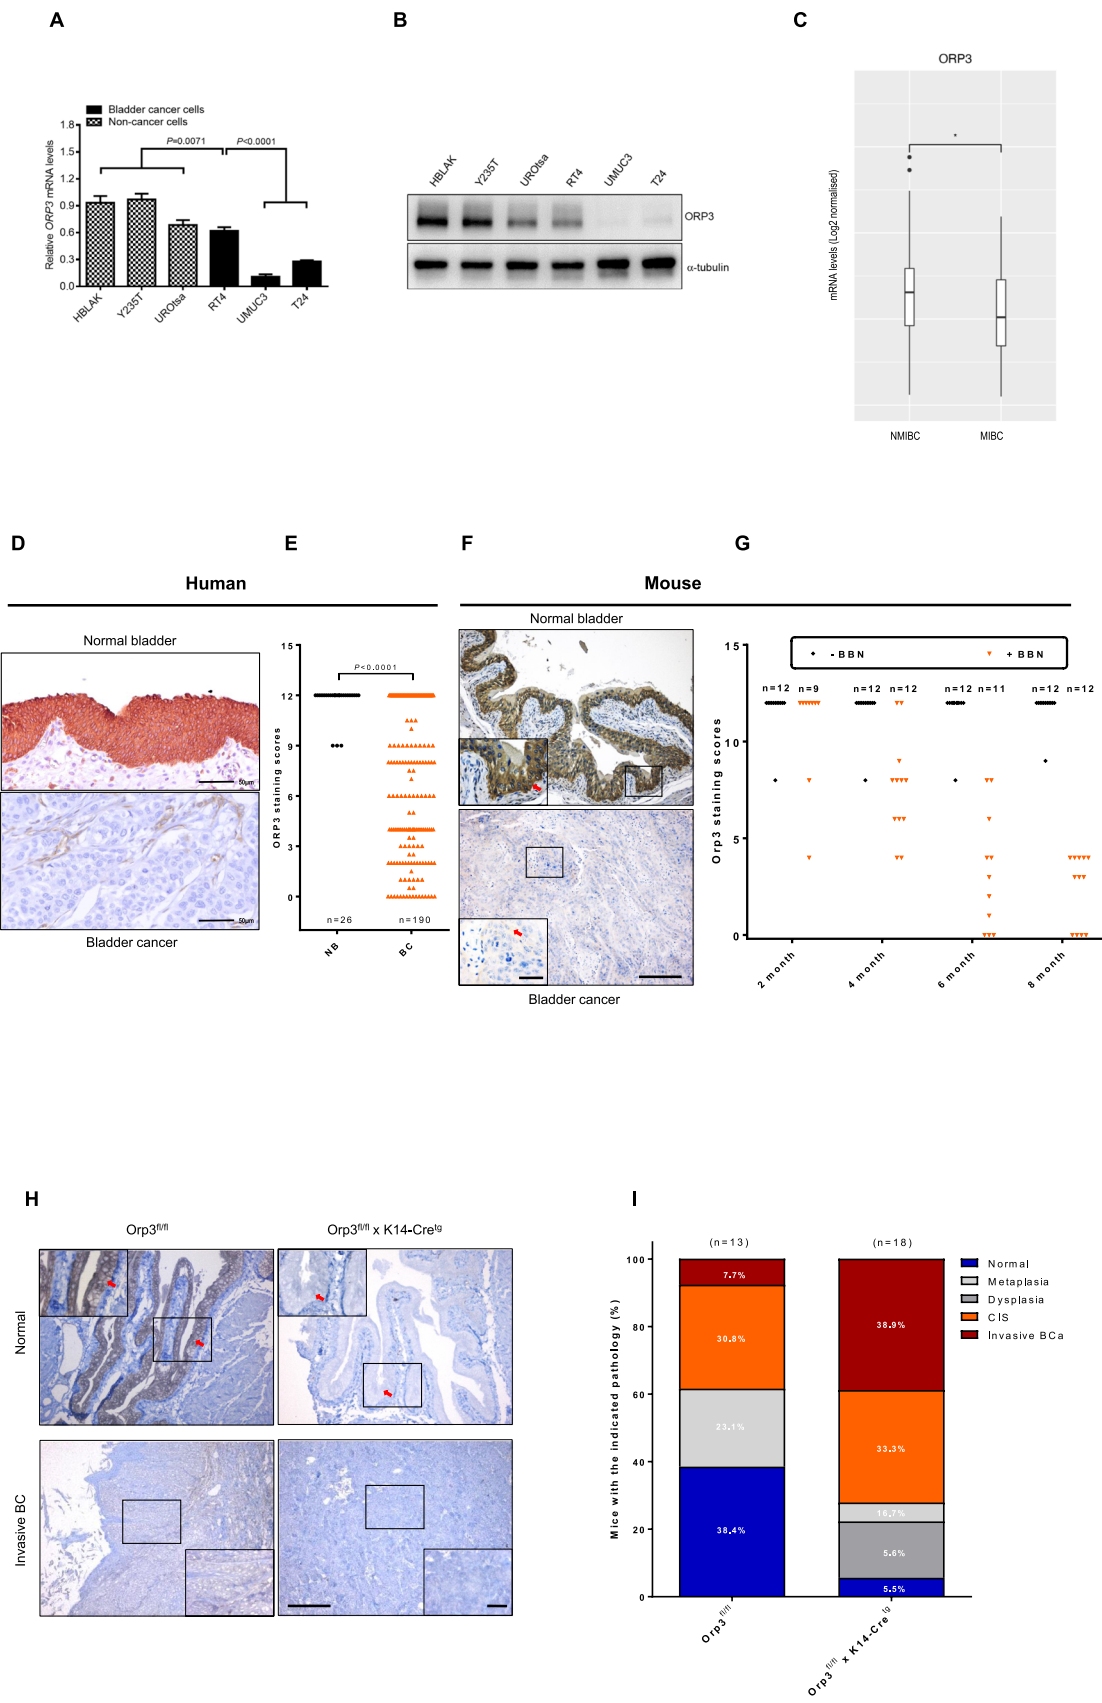 A
Bladder cancer cells
Non-cancer cells
Relative ORP3 mRNA levels
1.8
1.5
1.2
0.9
0.6
0.3
0.0
P=0.0071
P<0.0001
HBLAK
Y235T
UROtsa
RT4
UMUC3
T24
B
HBLAK
Y235T
UROtsa
RT4
UMUC3
T24
ORP3
α-tubulin
C
ORP3
mRNA levels (Log2 normalised)
*
NMIBC
MIBC
D
Human
Normal bladder
50μm
50μm
Bladder cancer
E
ORP3 staining scores
15
12
9
6
3
0
P<0.0001
n=26
n=190
NB
BC
F
Mouse
Normal bladder
Bladder cancer
G
Orp3 staining scores
15
10
5
0
-BBN
+BBN
n=12
n=9
n=12
n=12
n=12
n=11
n=12
n=12
2 month
4 month
6 month
8 month
H
Orp3fl/fl
Orp3fl/fl x K14-Cretg
Normal
Invasive BC
I
Mice with the indicated pathology (%)
100
80
60
40
20
0
(n=13)
(n=18)
7.7%
30.8%
23.1%
38.4%
38.9%
33.3%
16.7%
5.6%
5.5%
Normal
Metaplasia
Dysplasia
CIS
Invasive BCa
Orp3fl/fl
Orp3fl/fl x K14-Cretg